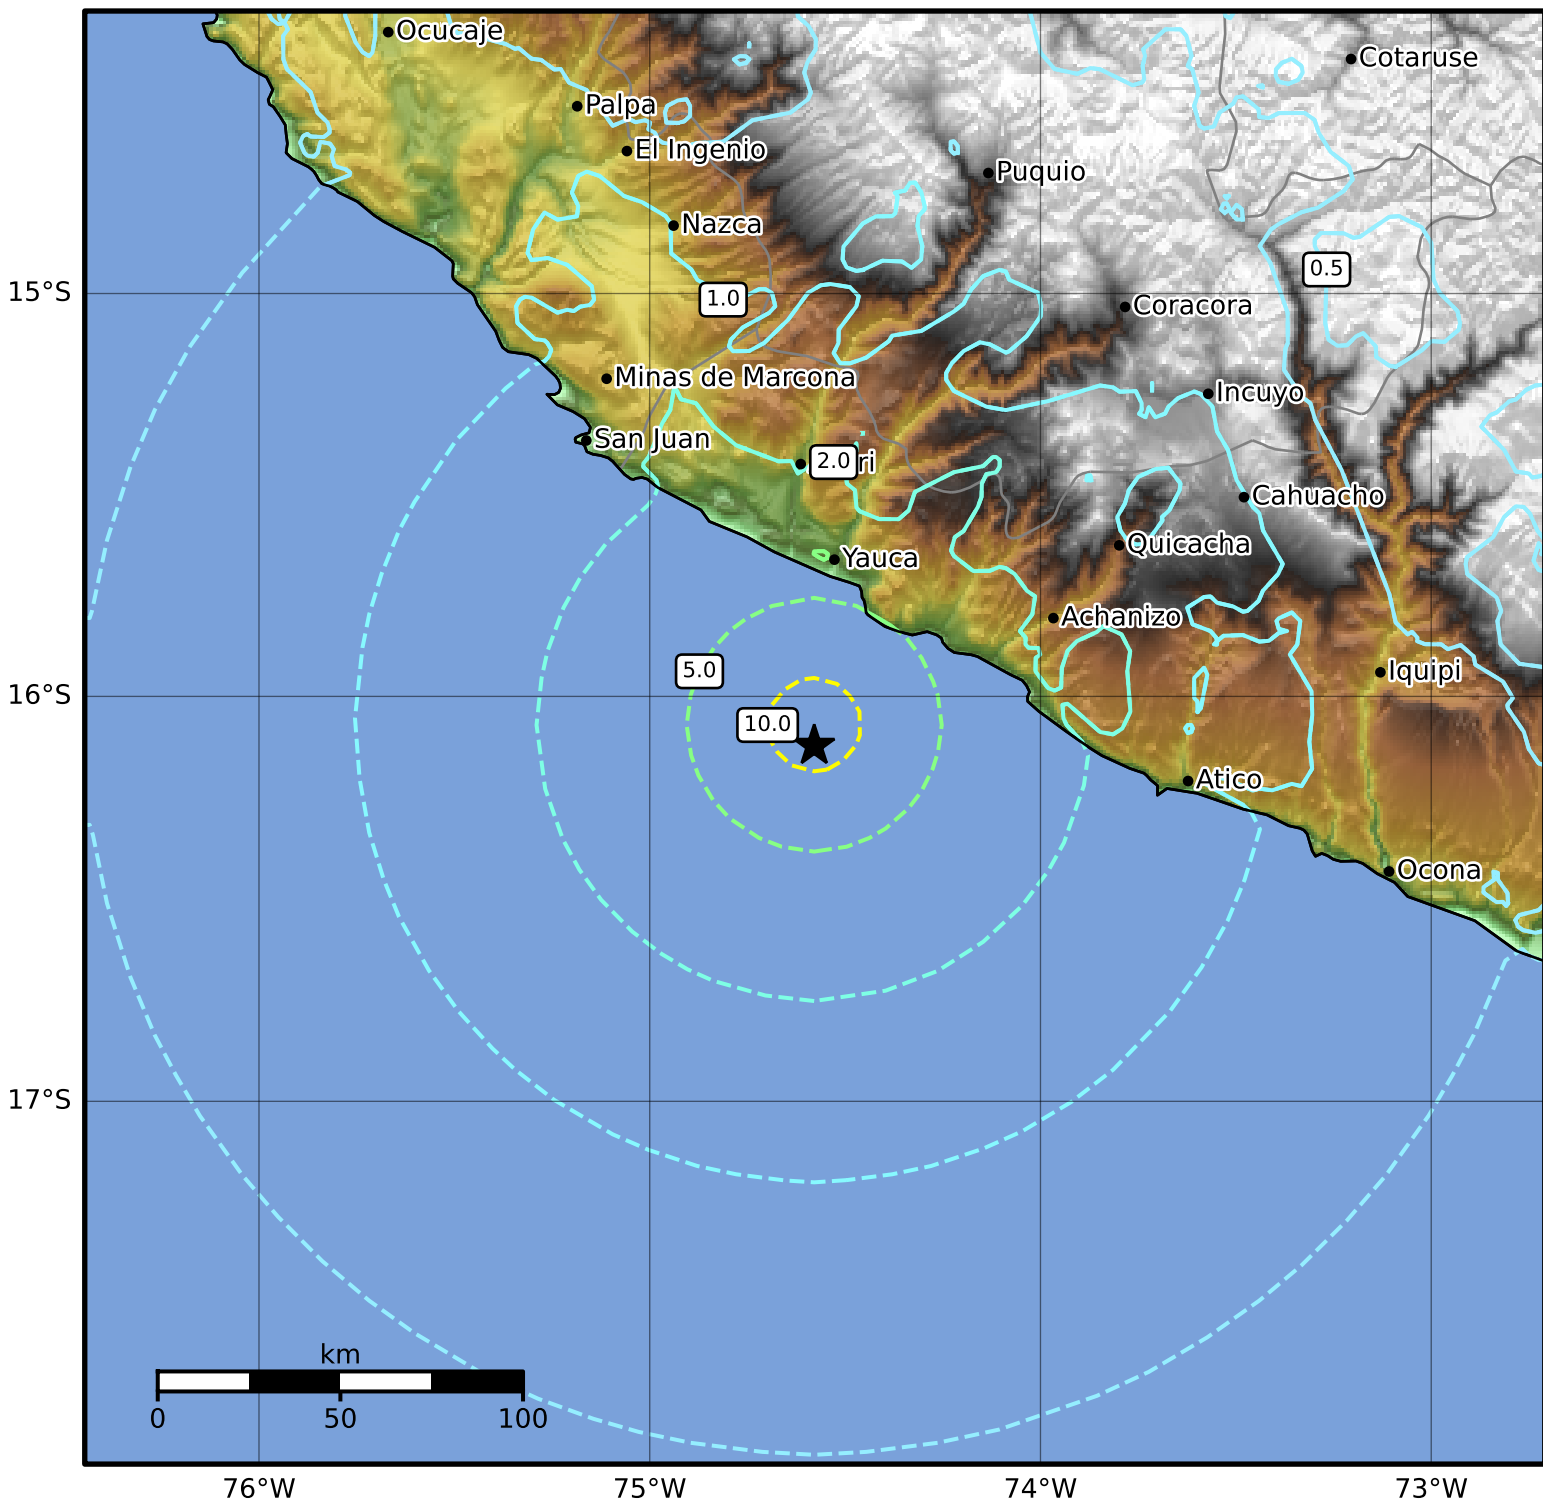 Ocucaje
Cotaruse
Palpa
El Ingenio
Puquio
Nazca
0.5
15°S
1.0
Coracora
Minas de Marcona
Incuyo
San Juan
2.0
ri
Cahuacho
Quicacha
Yauca
Achanizo
5.0
Iquipi
16°S
10.0
Atico
Ocona
17°S
km
0 50 100
76°W 75°W 74°W 73°W